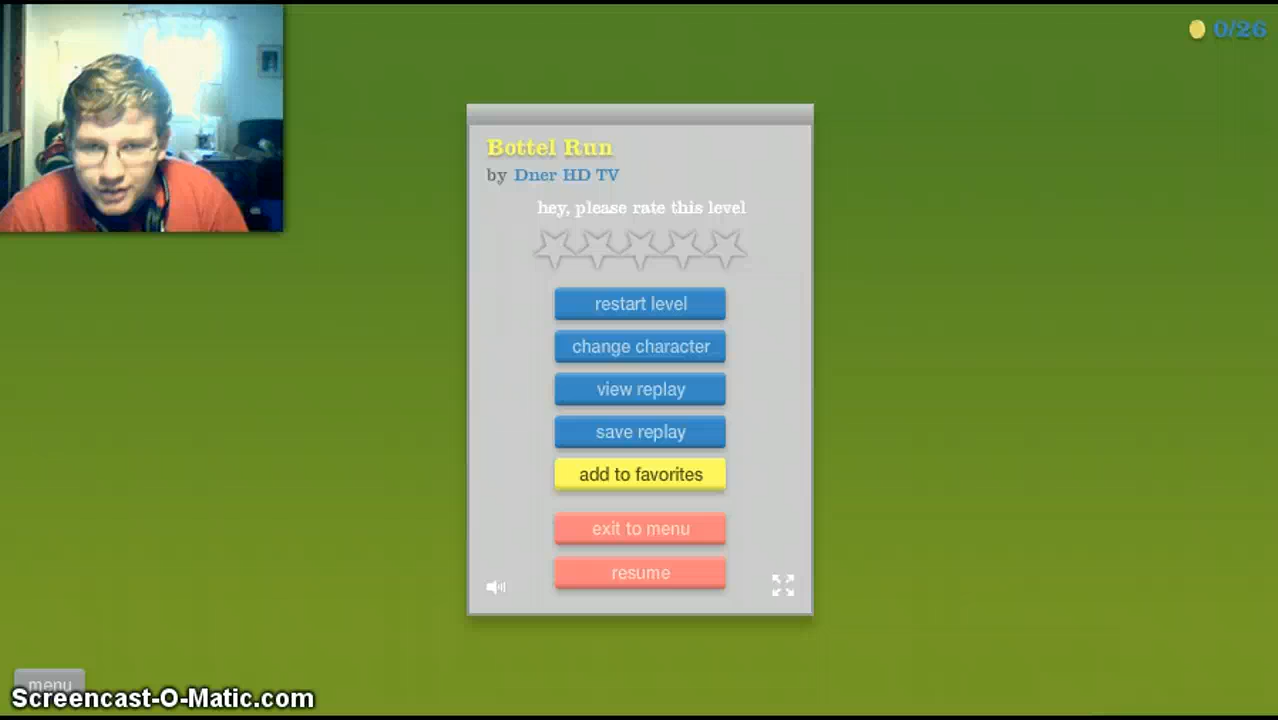 0/26
Bottel Run
by Dner HD TV
hey, please rate this level
restart level
change character
view replay
save replay
add to favorites
exit to menu
resume
menu
Screencast-O-Matic.com